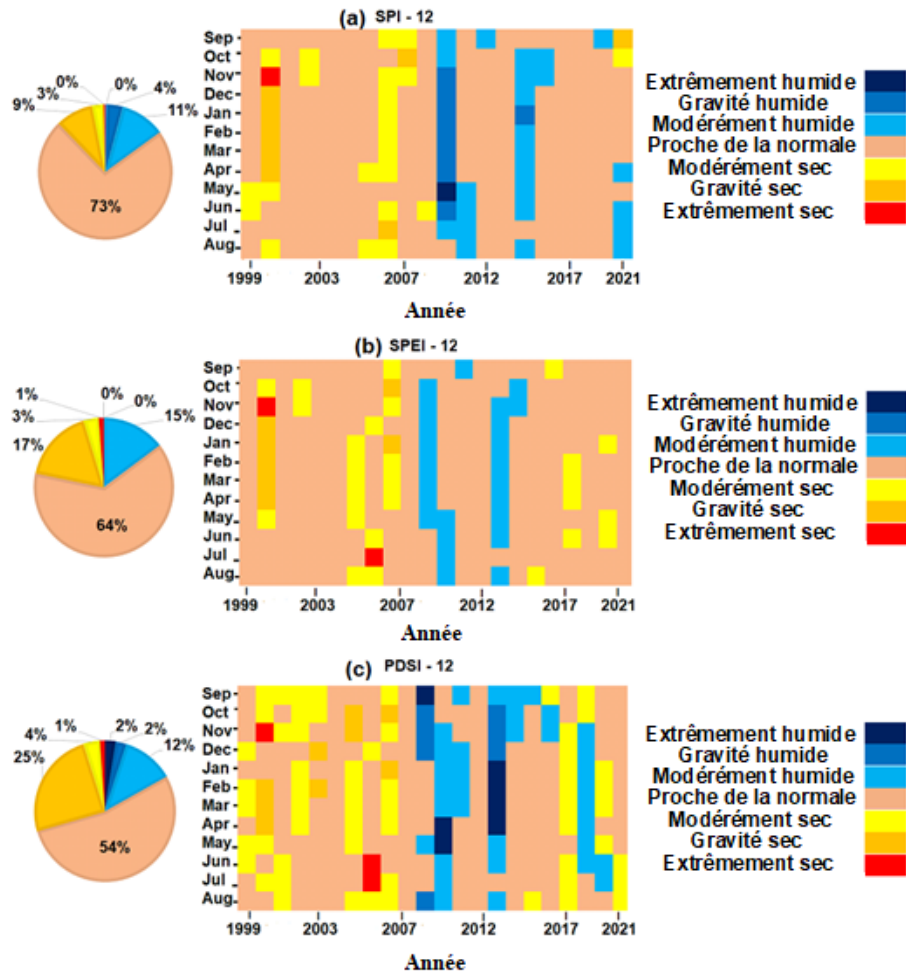 (a) SPI - 12
0%
0%
3%
4%
9%
11%
73%
Sep
Oct
Nov
Dec
Jan
Feb
Mar
Apr
May
Jun
Jul
Aug
1999
2003
2007
2012
2017
2021
Année
Extrêmement humide
Gravité humide
Modérément humide
Proche de la normale
Modérément sec
Gravité sec
Extrêmement sec
(b) SPEI - 12
1%
0%
0%
3%
15%
17%
64%
Sep
Oct
Nov
Dec
Jan
Feb
Mar
Apr
May
Jun
Jul
Aug
1999
2003
2007
2012
2017
2021
Année
Extrêmement humide
Gravité humide
Modérément humide
Proche de la normale
Modérément sec
Gravité sec
Extrêmement sec
(c) PDSI - 12
1%
2%
4%
2%
25%
12%
54%
Sep
Oct
Nov
Dec
Jan
Feb
Mar
Apr
May
Jun
Jul
Aug
1999
2003
2007
2012
2017
2021
Année
Extrêmement humide
Gravité humide
Modérément humide
Proche de la normale
Modérément sec
Gravité sec
Extrêmement sec